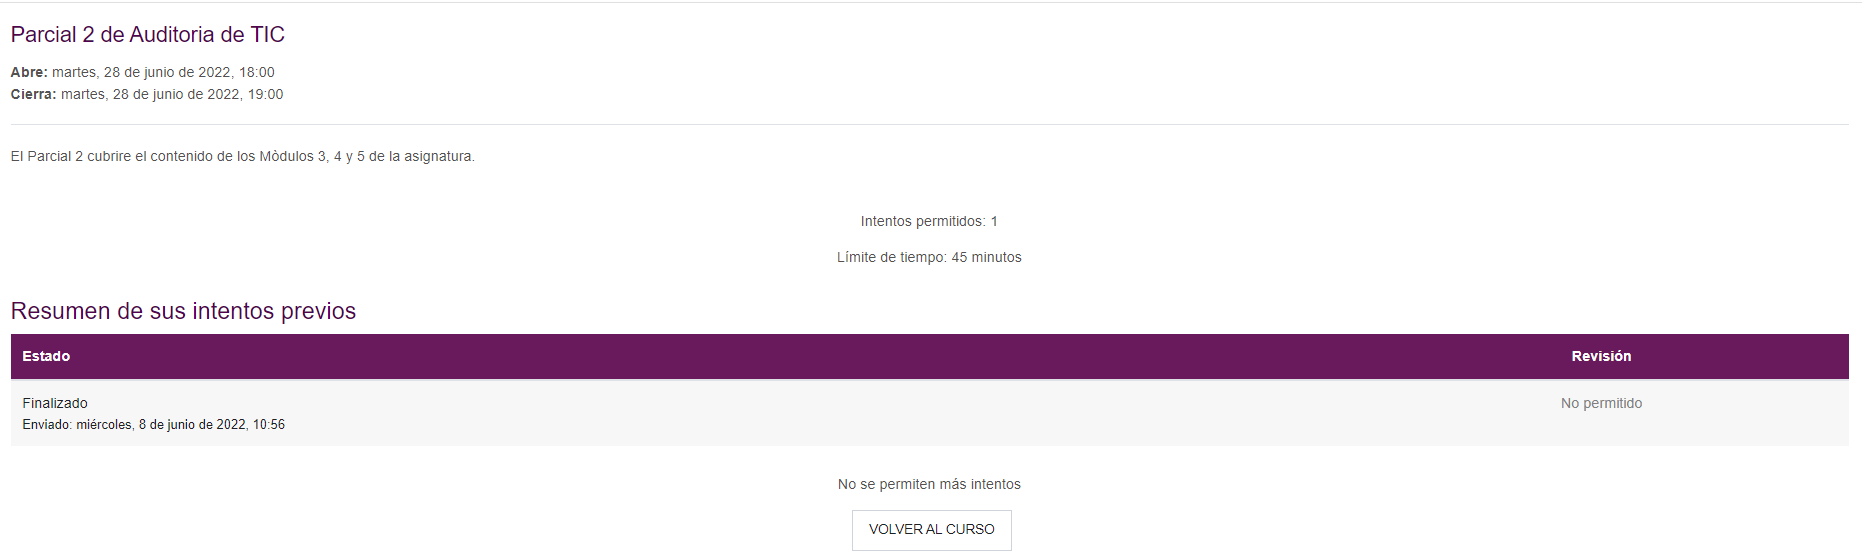 Parcial 2 de Auditoria de TIC
Abre: martes, 28 de junio de 2022, 18:00
Cierra: martes, 28 de junio de 2022, 19:00
El Parcial 2 cubrire el contenido de los Mòdulos 3, 4 y 5 de la asignatura.
Intentos permitidos: 1
Límite de tiempo: 45 minutos
Resumen de sus intentos previos
Estado Revisión
Finalizado No permitido
Enviado: miércoles, 8 de junio de 2022, 10:56
No se permiten más intentos
VOLVER AL CURSO